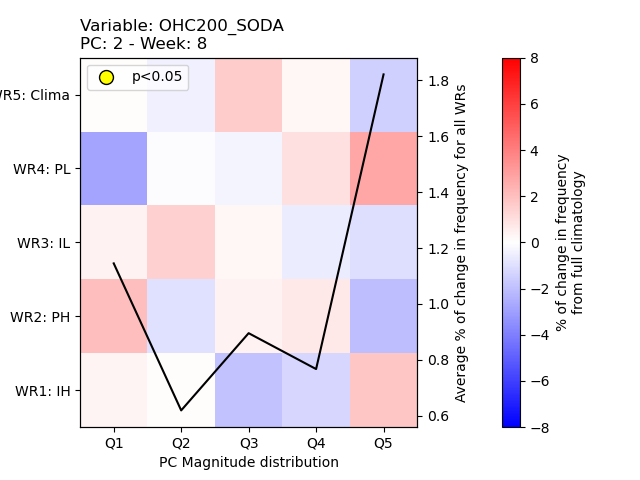 Variable: OHC200_SODA
PC: 2 - Week: 8
p<0.05
WR5: Clima
WR4: PL
WR3: IL
WR2: PH
WR1: IH
Q1 Q2 Q3 Q4 Q5
PC Magnitude distribution
1.8
1.6
1.4
1.2
1.0
0.8
0.6
Average % of change in frequency for all WRs
8
6
4
2
0
−2
−4
−6
−8
% of change in frequency
from full climatology